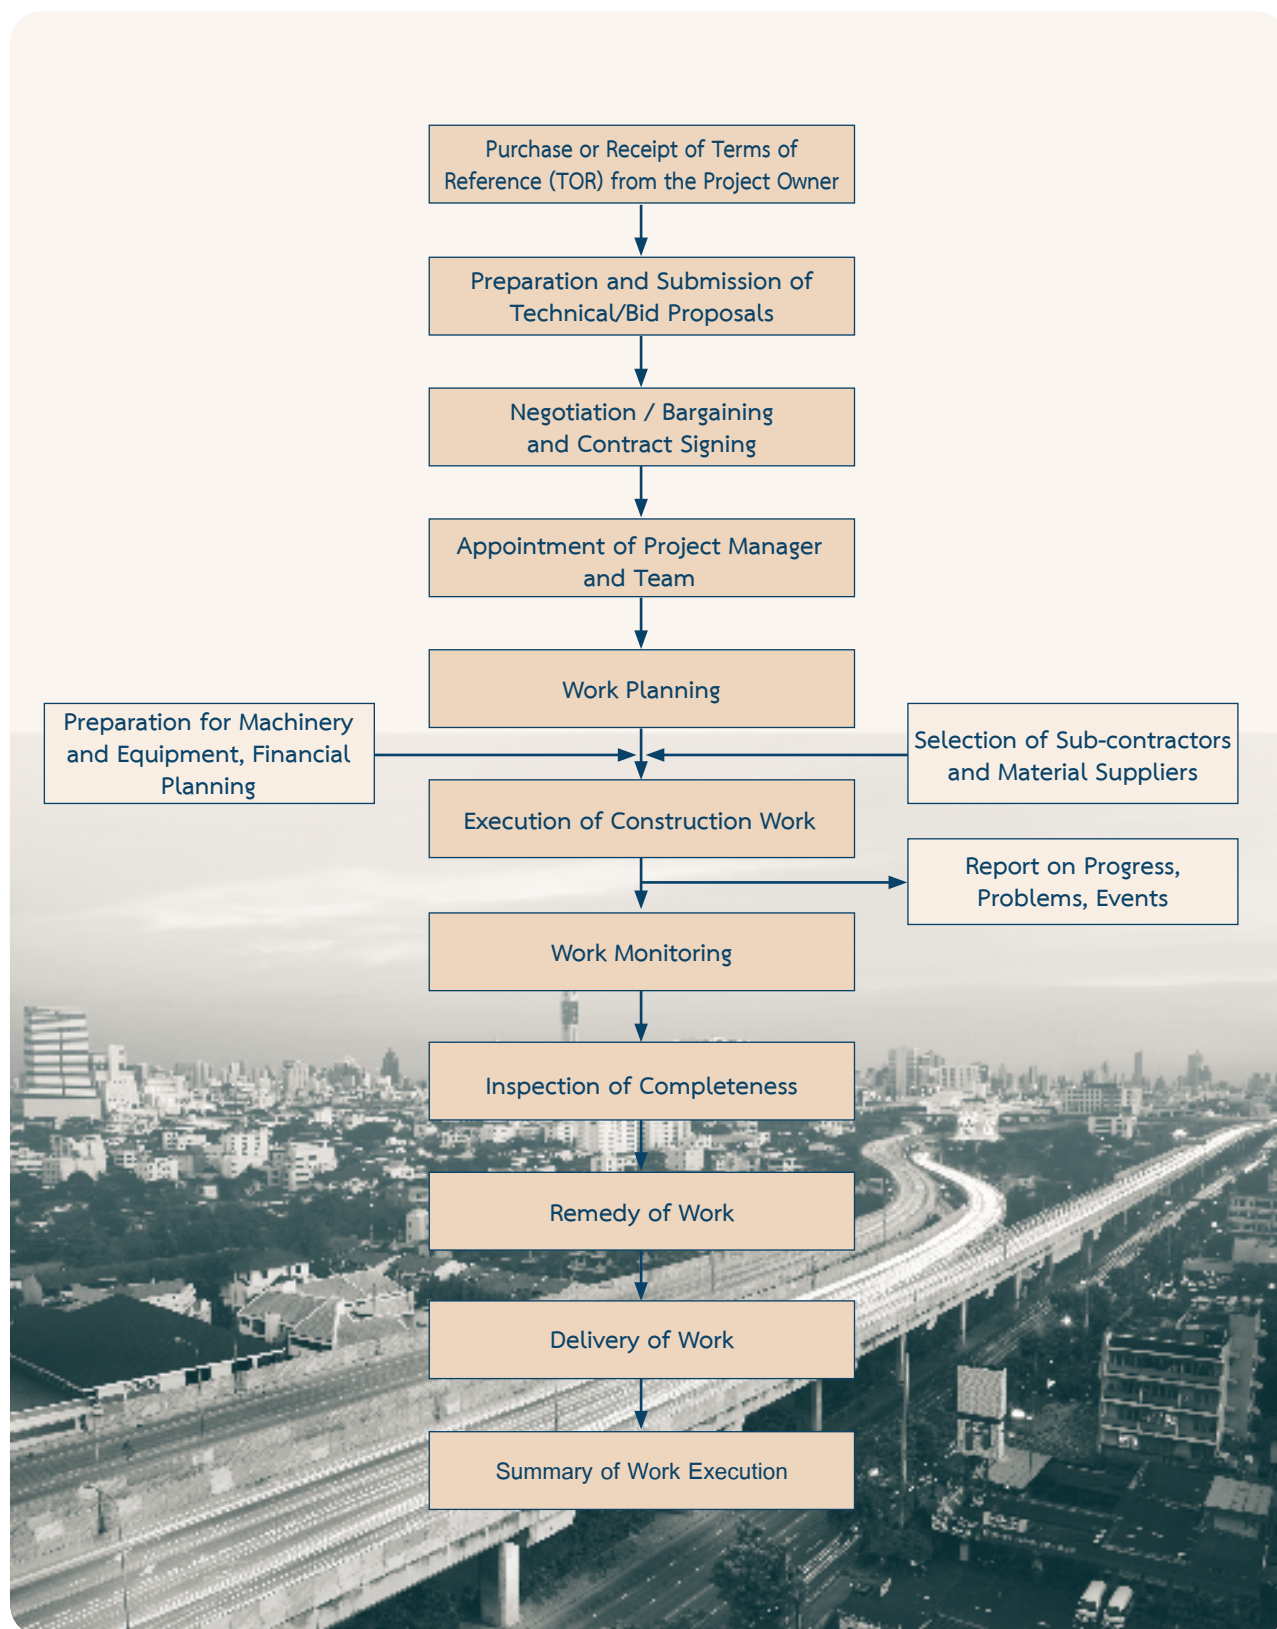 Purchase or Receipt of Terms of
Reference (TOR) from the Project Owner
Preparation and Submission of
Technical/Bid Proposals
Negotiation / Bargaining
and Contract Signing
Appointment of Project Manager
and Team
Work Planning
Preparation for Machinery
and Equipment, Financial
Planning
Selection of Sub-contractors
and Material Suppliers
Execution of Construction Work
Report on Progress,
Problems, Events
Work Monitoring
Inspection of Completeness
Remedy of Work
Delivery of Work
Summary of Work Execution